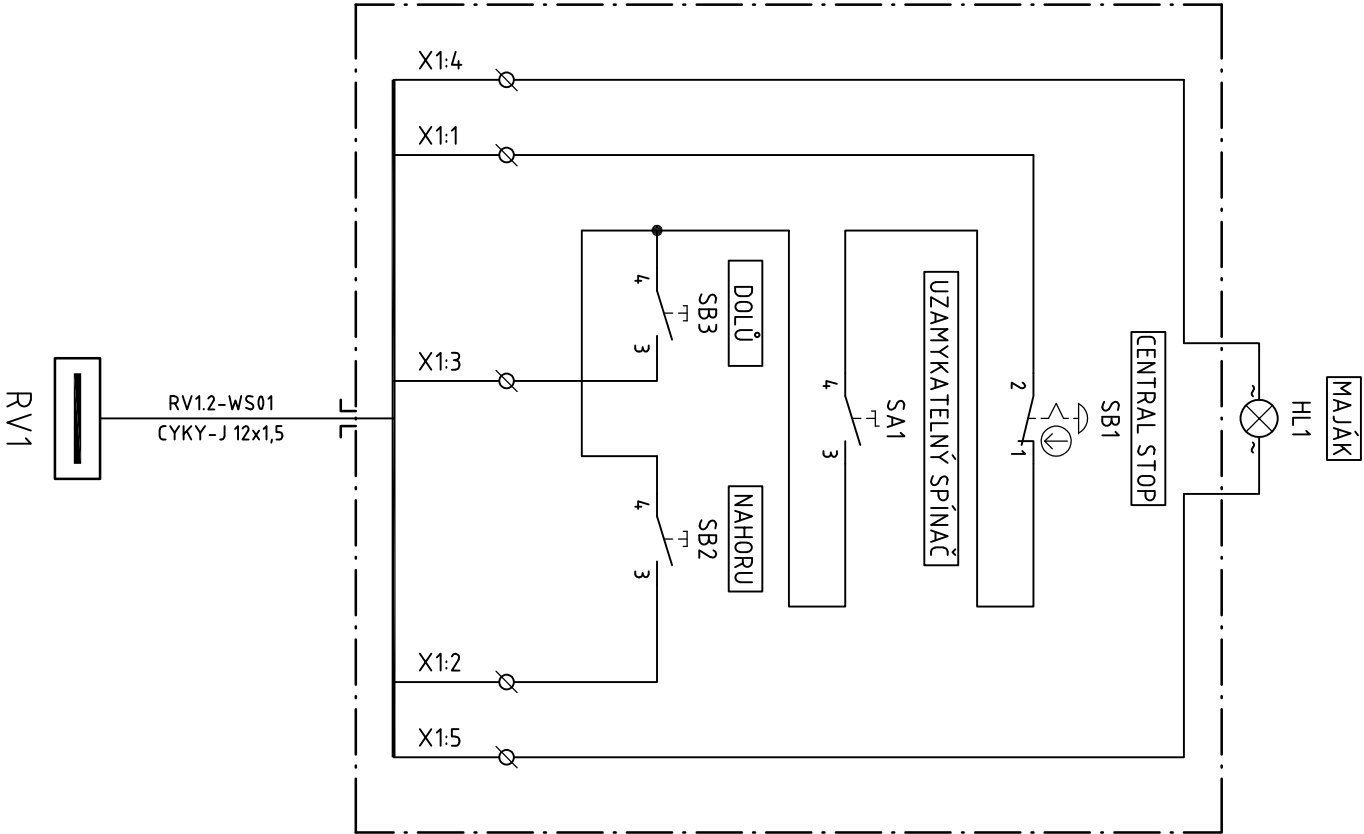 X1:4
X1:1
X1:3
X1:2
X1:5
RV1
RV1.2-WS01
CYKY-J 12x1,5
4
SB3
3
DOLŮ
4
SB2
3
NAHORU
4
SA1
3
UZAMYKATELNÝ SPÍNAČ
2
SB1
1
CENTRAL STOP
~
HL1
~
MAJÁK